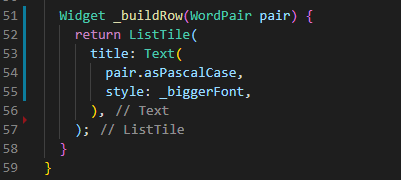 51 Widget _buildRow(WordPair pair) {
52 return ListTile(
53 title: Text(
54 pair.asPascalCase,
55 style: _biggerFont,
56 ), // Text
57 ); // ListTile
58 }
59 }